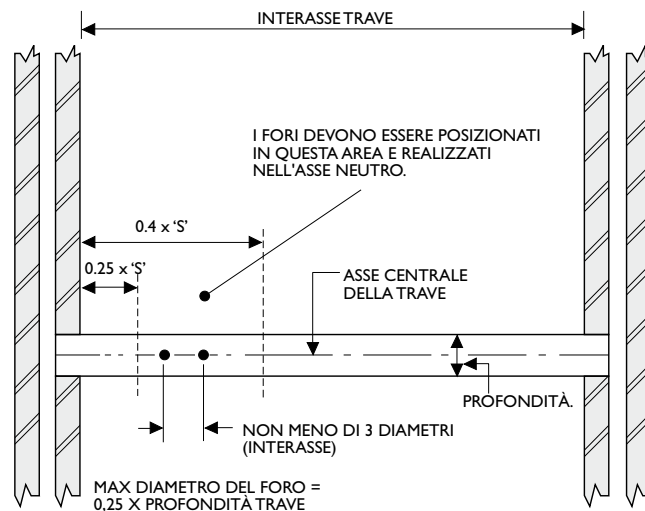 INTERASSE TRAVE
I FORI DEVONO ESSERE POSIZIONATI
IN QUESTA AREA E REALIZZATI
NELL'ASSE NEUTRO.
0.4 x ‘S’
0.25 x ‘S’
ASSE CENTRALE
DELLA TRAVE
PROFONDITÀ.
NON MENO DI 3 DIAMETRI
(INTERASSE)
MAX DIAMETRO DEL FORO =
0,25 X PROFONDITÀ TRAVE